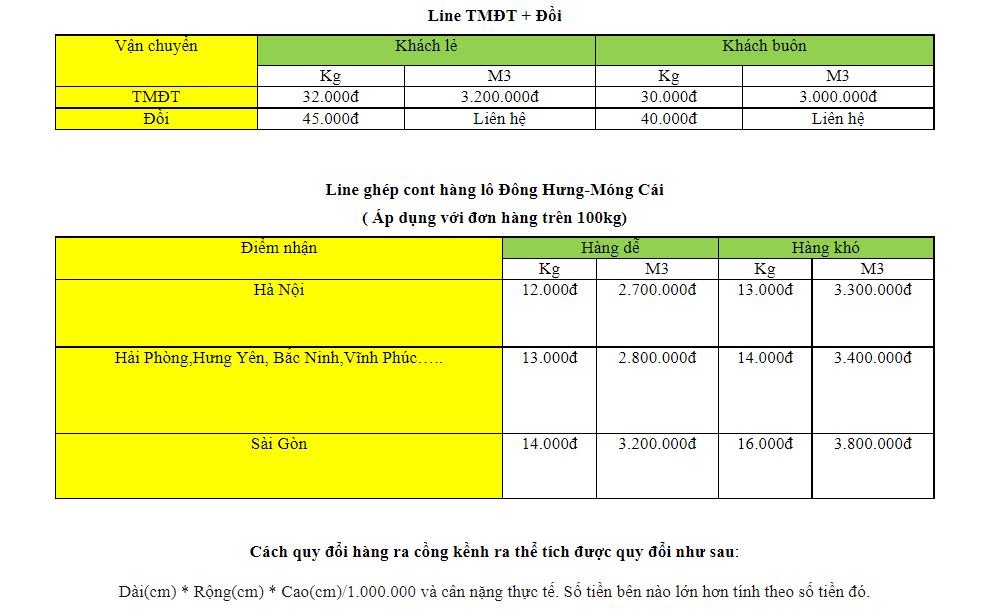 Line TMĐT + Đồi
Vận chuyển Khách lẻ Khách buôn
Kg M3 Kg M3
TMĐT 32.000đ 3.200.000đ 30.000đ 3.000.000đ
Đồi 45.000đ Liên hệ 40.000đ Liên hệ
Line ghép cont hàng lô Đông Hưng-Móng Cái
( Áp dụng với đơn hàng trên 100kg)
Điểm nhận Hàng dễ Hàng khó
Kg M3 Kg M3
Hà Nội 12.000đ 2.700.000đ 13.000đ 3.300.000đ
Hải Phòng,Hưng Yên, Bắc Ninh,Vĩnh Phúc….. 13.000đ 2.800.000đ 14.000đ 3.400.000đ
Sài Gòn 14.000đ 3.200.000đ 16.000đ 3.800.000đ
Cách quy đổi hàng ra cồng kềnh ra thể tích được quy đổi như sau:
Dài(cm) * Rộng(cm) * Cao(cm)/1.000.000 và cân nặng thực tế. Số tiền bên nào lớn hơn tính theo số tiền đó.